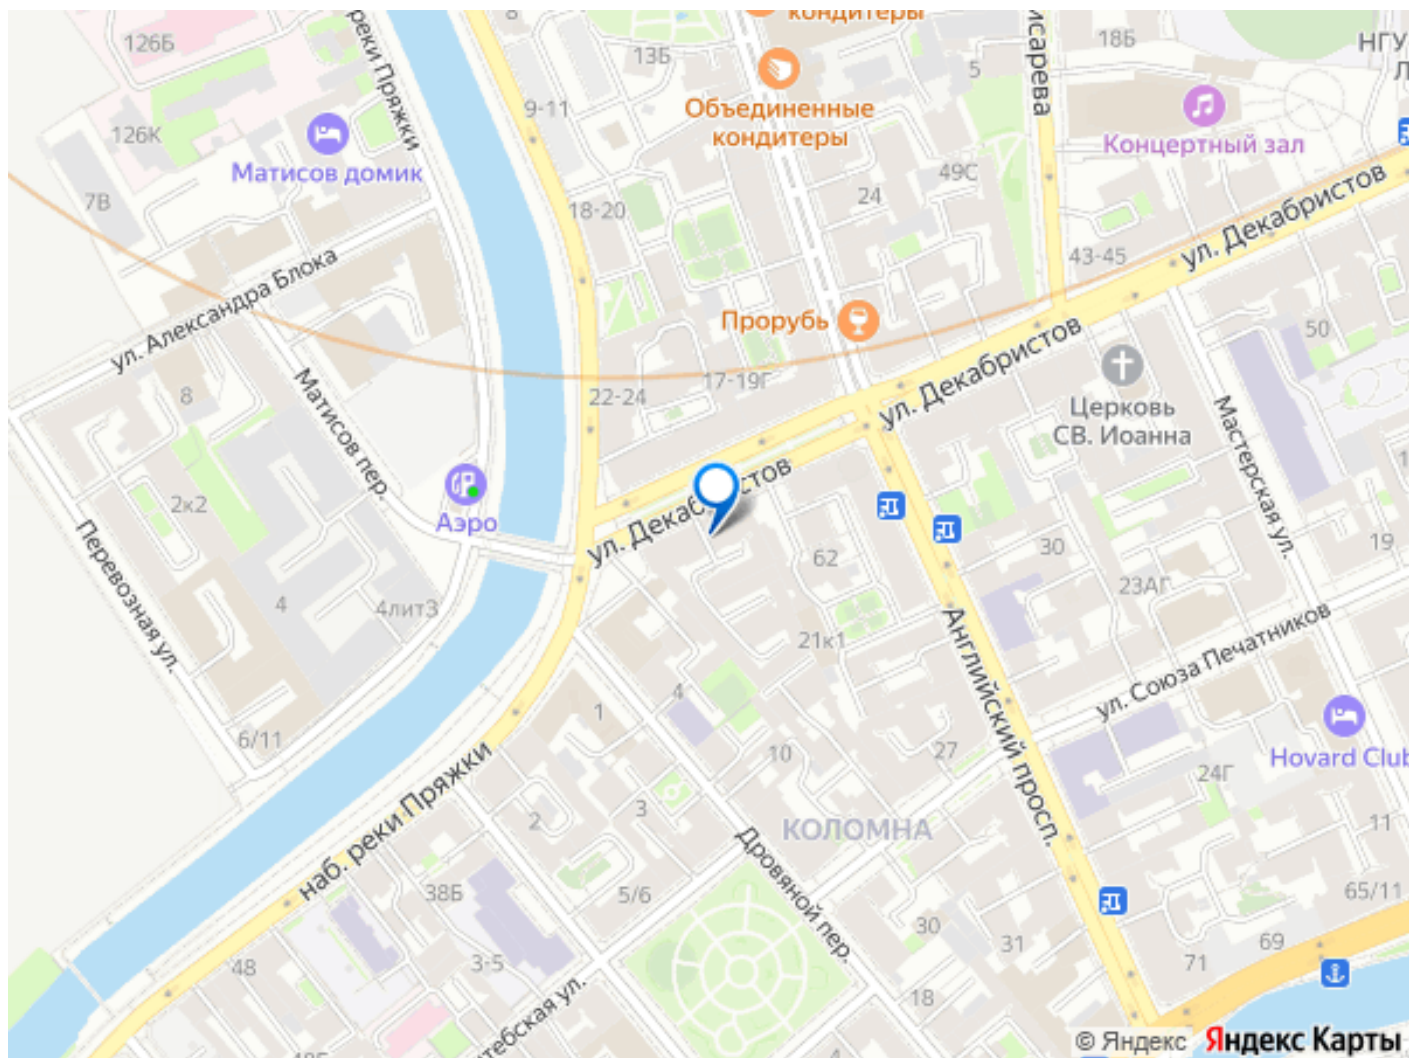 кондитеры
8
126Б
реки Пряжки
13Б
5
исарева
18Б
НГУ
Л
Объединенные
кондитеры
9-11
126К
Матисов домик
Концертный зал
7В
18-20
24
49С
ул. Декабристов
43-45
ул. Александра Блока
Прорубь
50
8
Матисов пер.
22-24
17-19Г
ул. Декабристов
Церковь
СВ. Иоанна
Мастерская ул.
2к2
Аэро
ул. Декабристов
Перевозная ул.
4
4лит3
62
30
19
23АГ
21к1
Английский просп.
ул. Союза Печатников
6/11
1
4
10
27
24Г
Hovard Club
наб. реки Пряжки
2
3
КОЛОМНА
11
38Б
5/6
Дровяной пер.
65/11
30
31
69
48
3-5
71
18
тебская ул.
© Яндекс Яндекс Карты